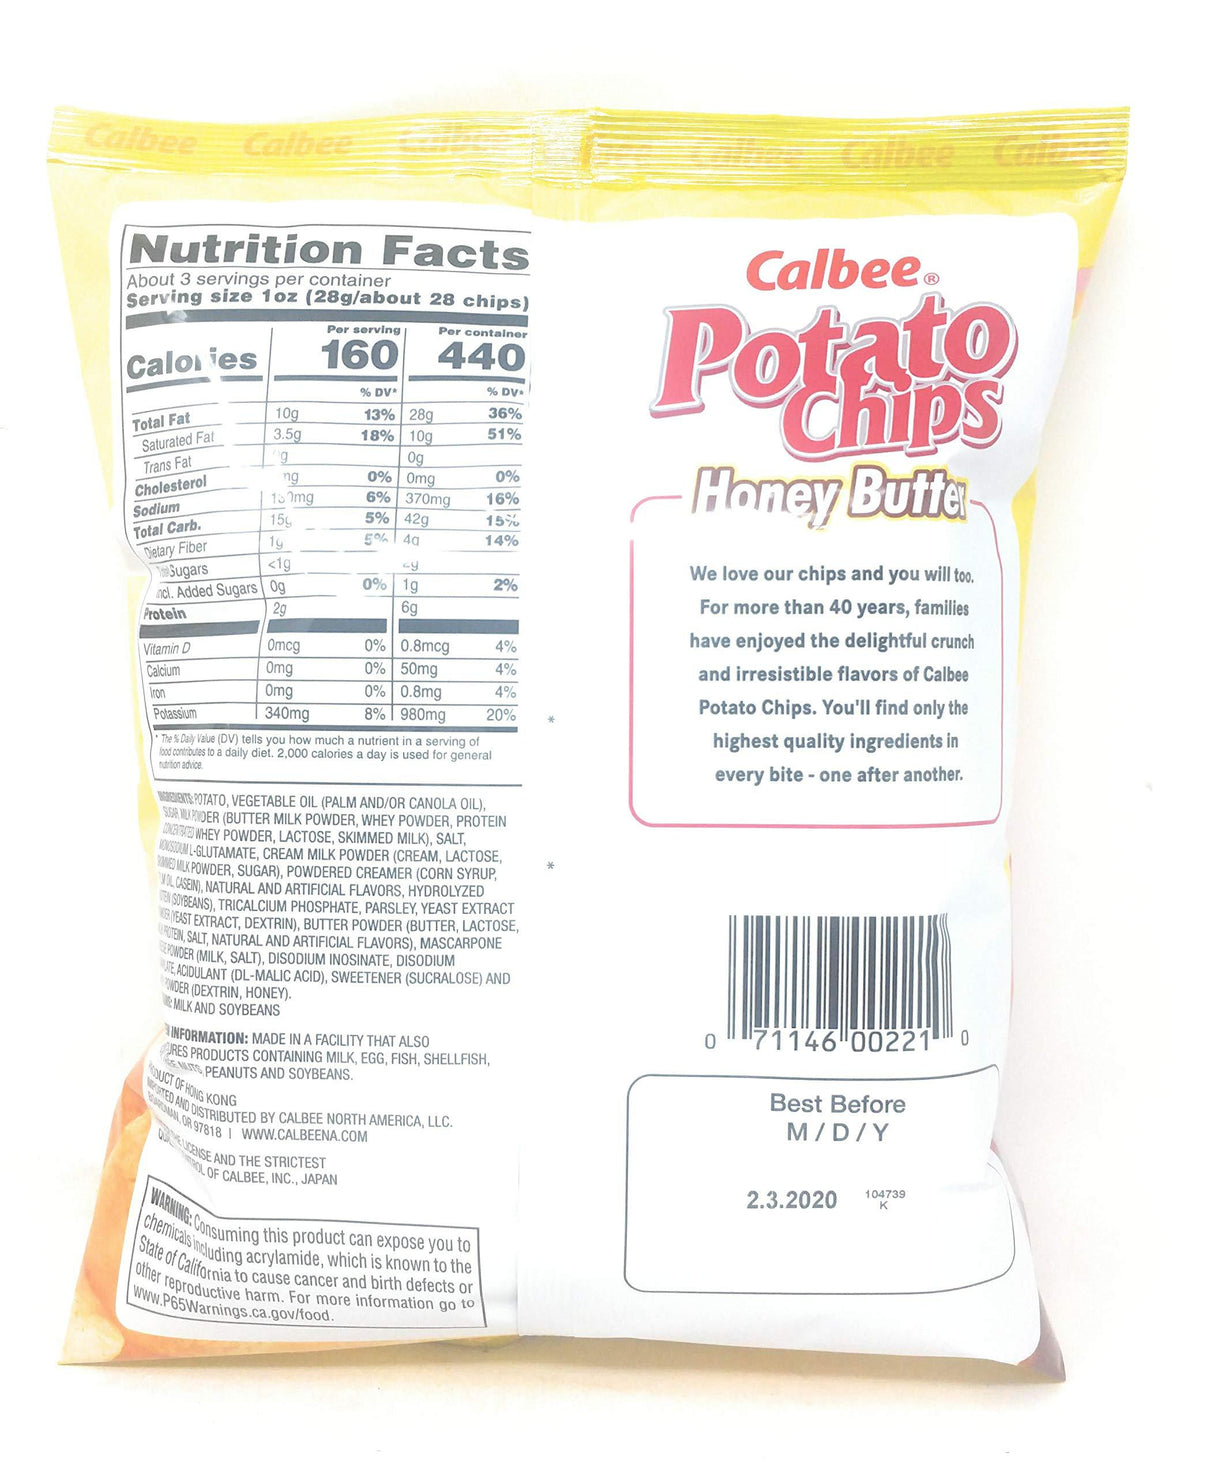 Calbee Calbee Calbee Calbee Calbee Calbee
Nutrition Facts
About 3 servings per container
Serving size 1oz (28g/about 28 chips)
Per serving Per container
Calories 160 440
% DV* % DV*
Total Fat 10g 13% 28g 36%
Saturated Fat 3.5g 18% 10g 51%
Trans Fat g 0g
Cholesterol mg 0% 0mg 0%
Sodium 6% 370mg 16%
Total Carb. 15g 5% 42g 15%
Dietary Fiber 1g 5% 4g 14%
Sugars <1g
Incl. Added Sugars 0g 0% 1g 2%
Protein 2g 6g
Vitamin D 0mcg 0% 0.8mcg 4%
Calcium 0mg 0% 50mg 4%
Iron 0mg 0% 0.8mg 4%
Potassium 340mg 8% 980mg 20%
* The % Daily Value (DV) tells you how much a nutrient in a serving of
food contributes to a daily diet. 2,000 calories a day is used for general
nutrition advice.
INGREDIENTS: POTATO, VEGETABLE OIL (PALM AND/OR CANOLA OIL),
SUGAR, MILK POWDER (BUTTER MILK POWDER, WHEY POWDER, PROTEIN
CONCENTRATED WHEY POWDER, LACTOSE, SKIMMED MILK), SALT,
MONOSODIUM L-GLUTAMATE, CREAM MILK POWDER (CREAM, LACTOSE,
SKIMMED MILK POWDER, SUGAR), POWDERED CREAMER (CORN SYRUP,
OIL, CASEIN), NATURAL AND ARTIFICIAL FLAVORS, HYDROLYZED
(SOYBEANS), TRICALCIUM PHOSPHATE, PARSLEY, YEAST EXTRACT
(YEAST EXTRACT, DEXTRIN), BUTTER POWDER (BUTTER, LACTOSE,
PROTEIN, SALT, NATURAL AND ARTIFICIAL FLAVORS), MASCARPONE
POWDER (MILK, SALT), DISODIUM INOSINATE, DISODIUM
ACIDULANT (DL-MALIC ACID), SWEETENER (SUCRALOSE) AND
(DEXTRIN, HONEY).
MILK AND SOYBEANS
INFORMATION: MADE IN A FACILITY THAT ALSO
PRODUCTS CONTAINING MILK, EGG, FISH, SHELLFISH,
PEANUTS AND SOYBEANS.
PRODUCT OF HONG KONG
IMPORTED AND DISTRIBUTED BY CALBEE NORTH AMERICA, LLC.
BOARDMAN, OR 97818 | WWW.CALBEENA.COM
LICENSE AND THE STRICTEST
OF CALBEE, INC., JAPAN
WARNING: Consuming this product can expose you to
chemicals including acrylamide, which is known to the
State of California to cause cancer and birth defects or
other reproductive harm. For more information go to
www.P65Warnings.ca.gov/food.
*
*
Calbee®
Potato
Chips
Honey Butter
We love our chips and you will too.
For more than 40 years, families
have enjoyed the delightful crunch
and irresistible flavors of Calbee
Potato Chips. You'll find only the
highest quality ingredients in
every bite - one after another.
0 71146 00221 0
Best Before
M / D / Y
2.3.2020 104739
K